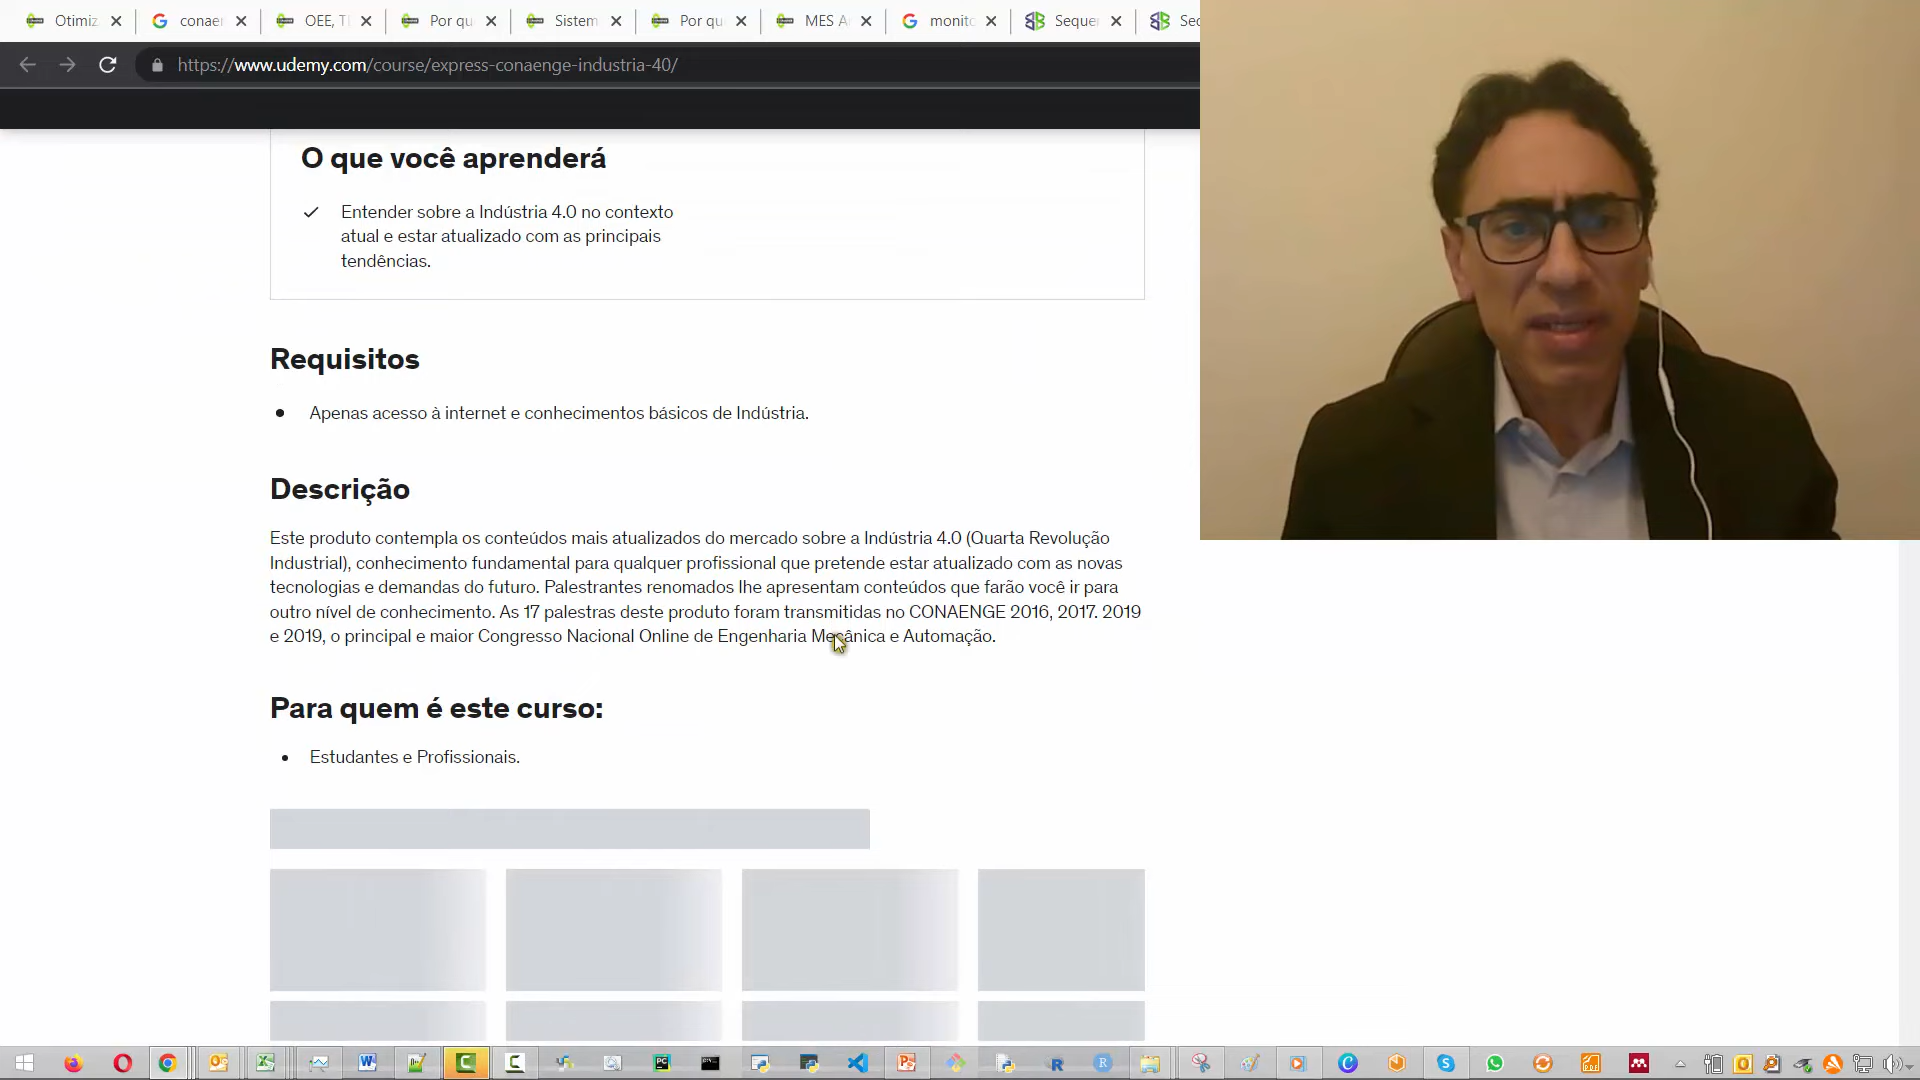 Otimiz
conaer
OEE, TI
Por qu
Sistem
Por qu
MES A
monito
Sequer
Sec
https://www.udemy.com/course/express-conaenge-industria-40/
O que você aprenderá
Entender sobre a Indústria 4.0 no contexto
atual e estar atualizado com as principais
tendências.
Requisitos
Apenas acesso à internet e conhecimentos básicos de Indústria.
Descrição
Este produto contempla os conteúdos mais atualizados do mercado sobre a Indústria 4.0 (Quarta Revolução
Industrial), conhecimento fundamental para qualquer profissional que pretende estar atualizado com as novas
tecnologias e demandas do futuro. Palestrantes renomados lhe apresentam conteúdos que farão você ir para
outro nível de conhecimento. As 17 palestras deste produto foram transmitidas no CONAENGE 2016, 2017. 2019
e 2019, o principal e maior Congresso Nacional Online de Engenharia Mecânica e Automação.
Para quem é este curso:
Estudantes e Profissionais.